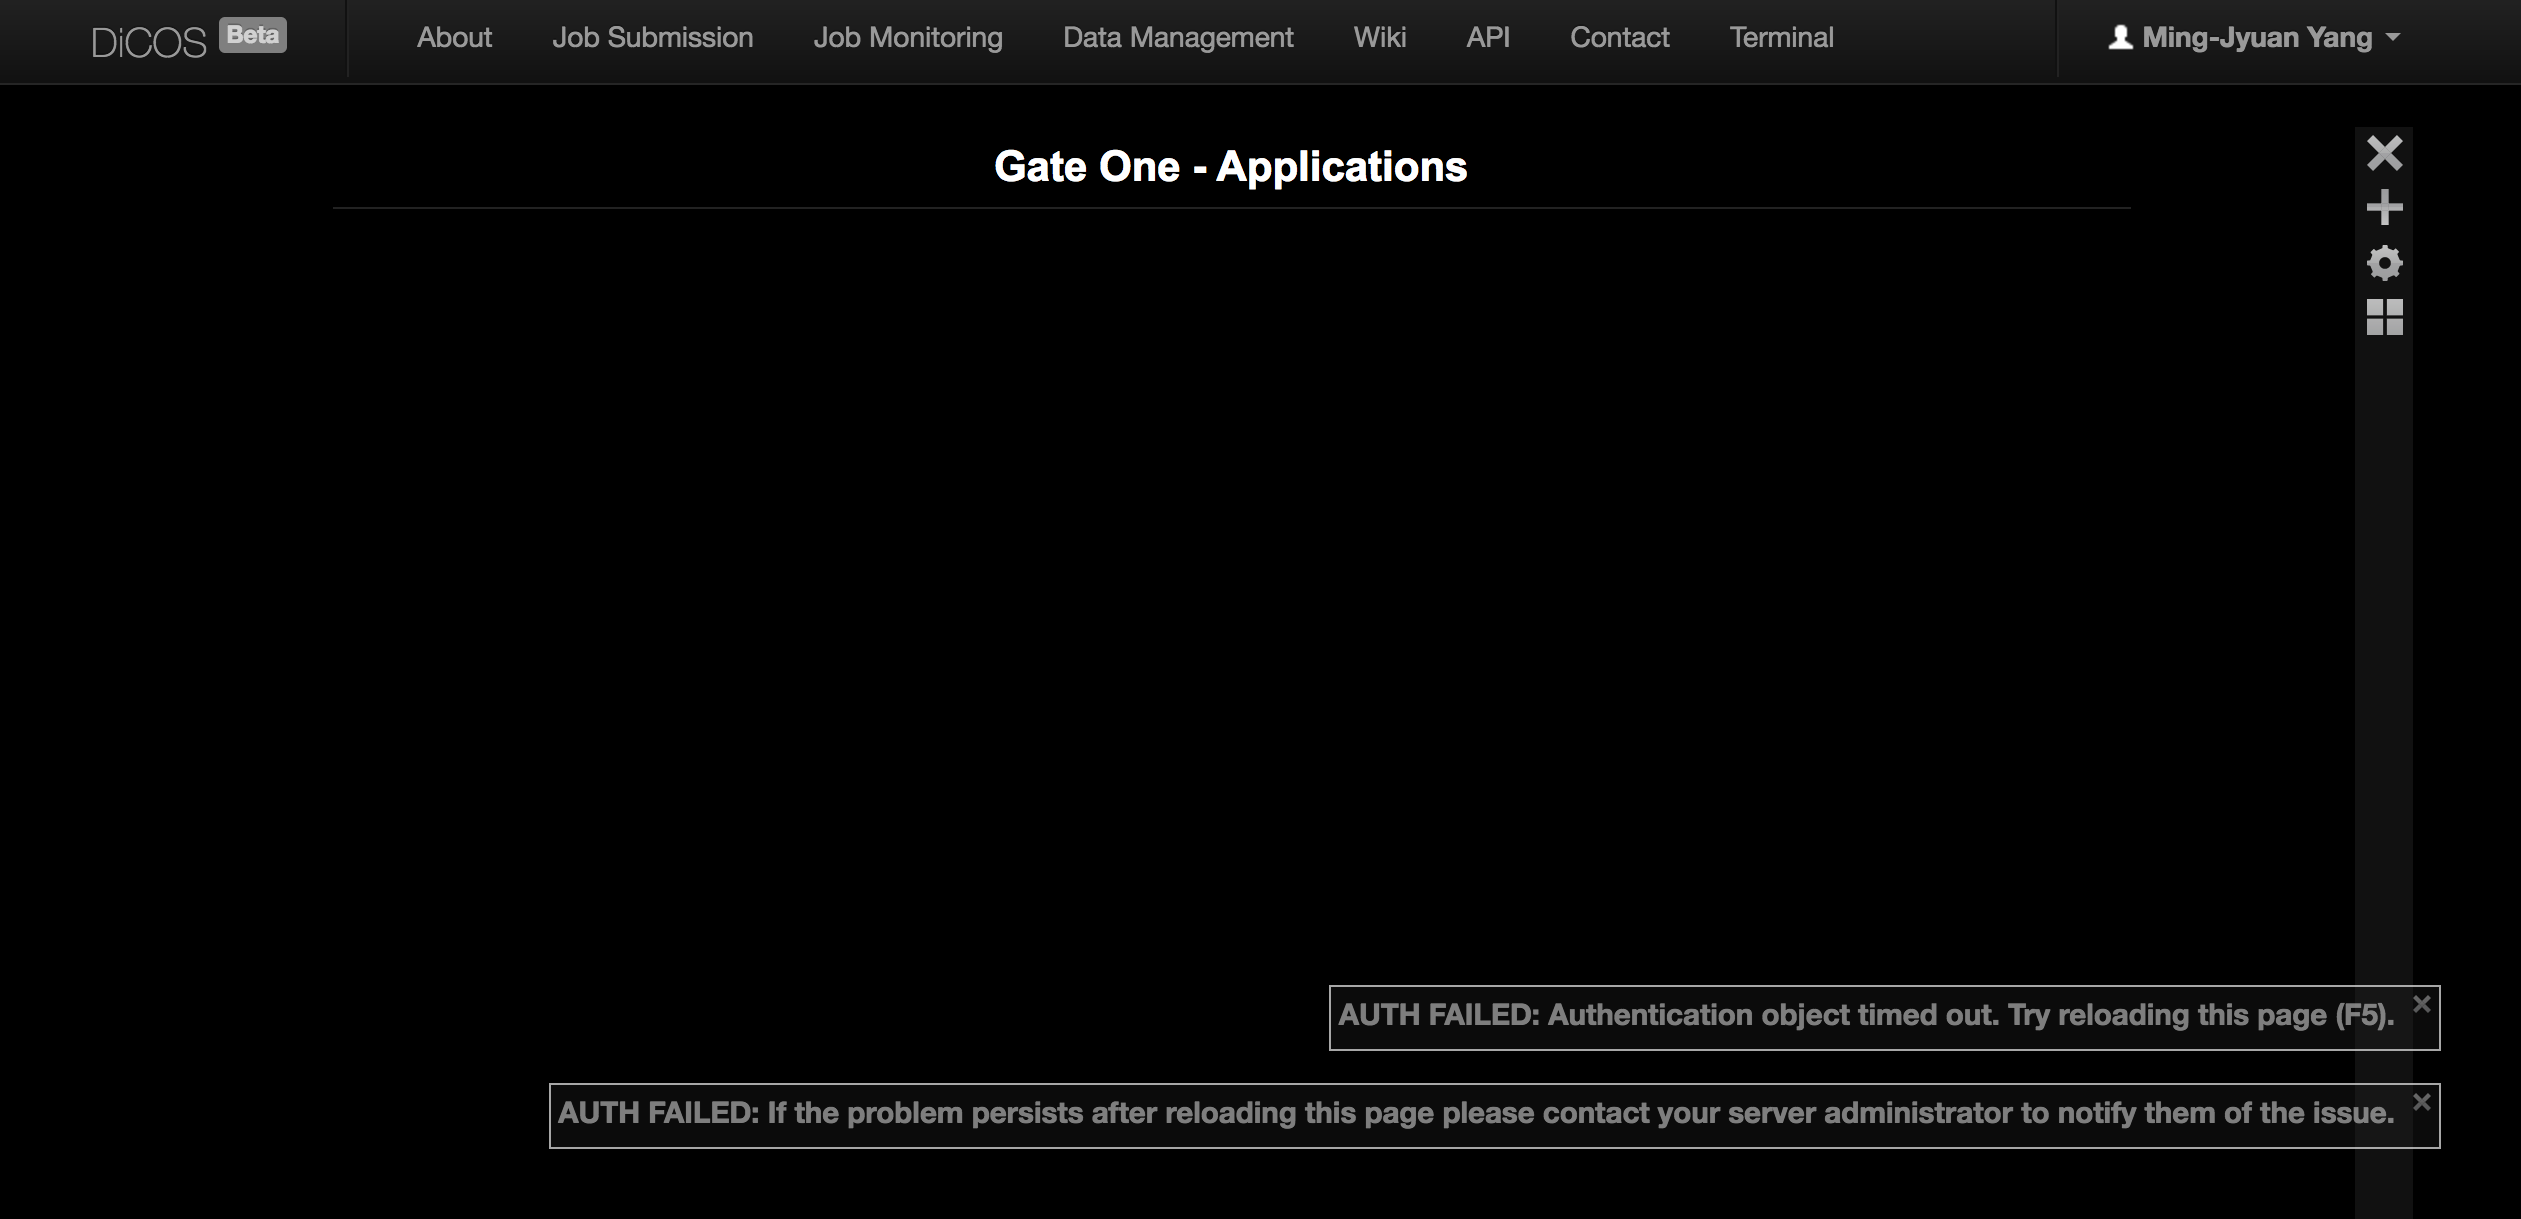 DiCOS Beta About Job Submission Job Monitoring Data Management Wiki API Contact Terminal Ming-Jyuan Yang
Gate One - Applications
AUTH FAILED: Authentication object timed out. Try reloading this page (F5).
AUTH FAILED: If the problem persists after reloading this page please contact your server administrator to notify them of the issue.